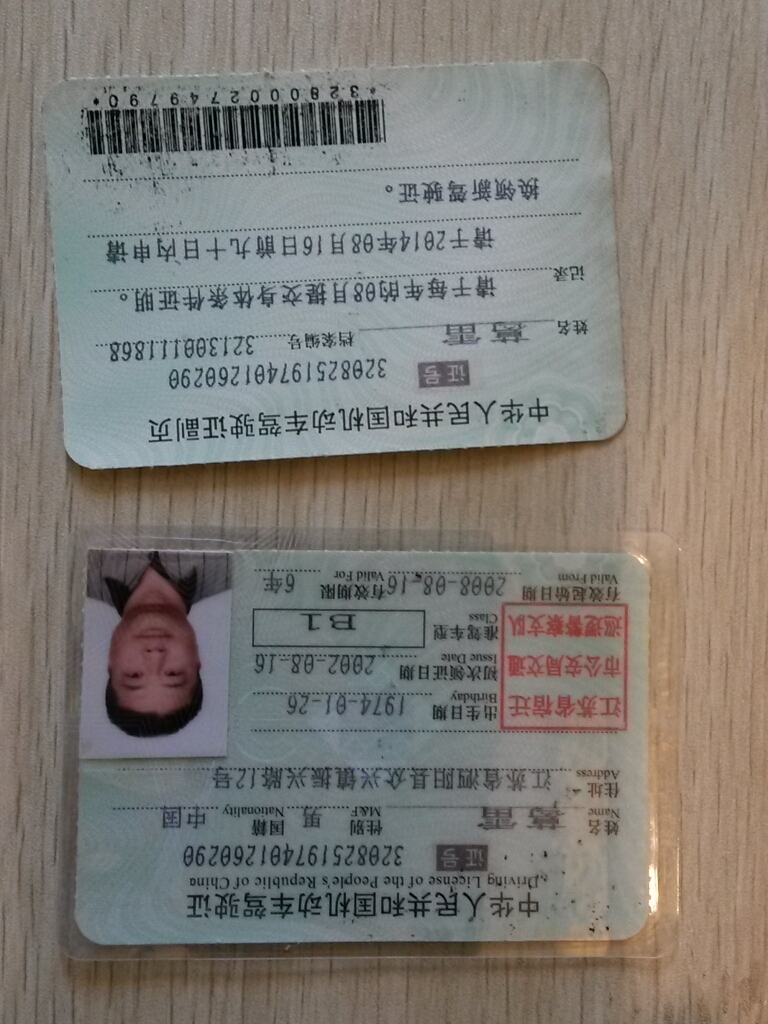 中华人民共和国机动车驾驶证
Driving License of the People's Republic of China
证号 320825197401260290
姓名 葛雷 性别 男 国籍 中国
Name M&F Nationality
住址 江苏省泗阳县众兴镇振兴路12号
Address
出生日期 1974-01-26
Birthday
初次领证日期 2002-08-16
Issue Date
准驾车型 B1
Class
有效起始日期 2008-08-16 有效期限 6年
Valid From Valid For
江苏省宿迁
市公安局交通
巡逻警察支队
中华人民共和国机动车驾驶证副页
证号 320825197401260290
姓名 葛雷 档案编号 321300111868
记录 请于每年的08月提交身体条件证明。
请于2014年08月16日前九十日内申请
换领新驾驶证。
*3280002749790*